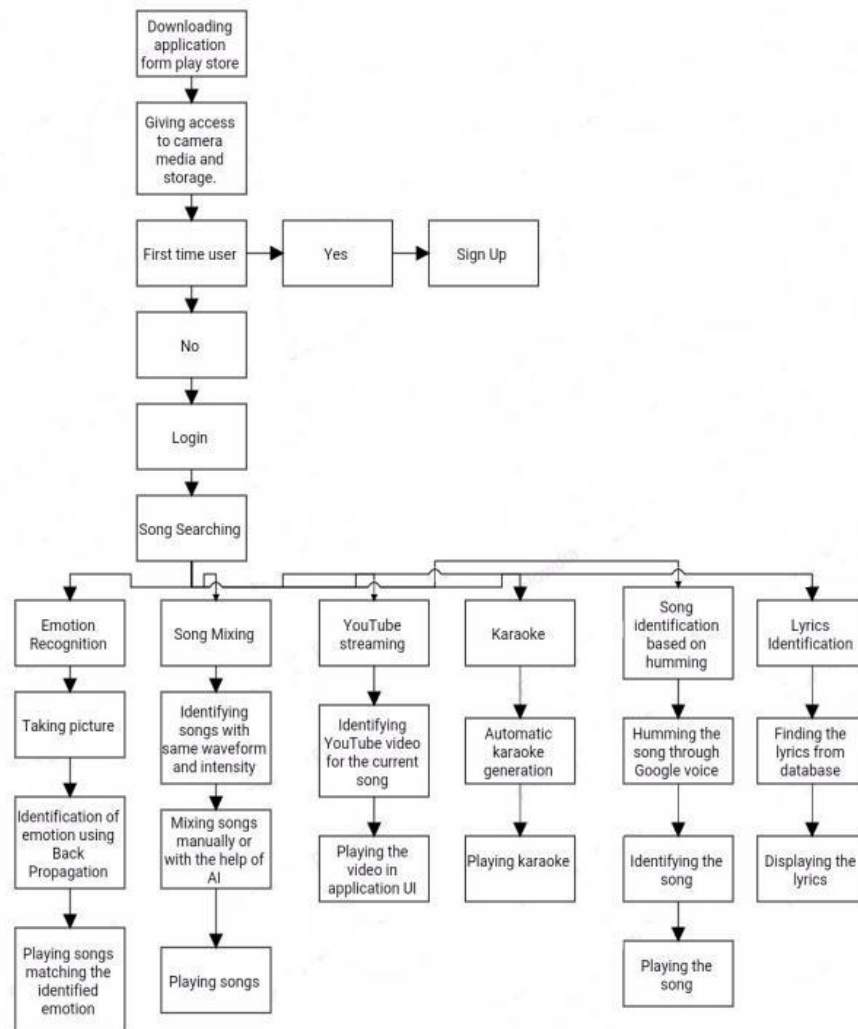 Downloading
application
form play store
Giving access
to camera
media and
storage.
First time user
Yes
Sign Up
No
Login
Song Searching
Emotion
Recognition
Song Mixing
YouTube
streaming
Karaoke
Song
identification
based on
humming
Lyrics
Identification
Taking picture
Identifying
songs with
same waveform
and intensity
Identifying
YouTube video
for the current
song
Automatic
karaoke
generation
Humming the
song through
Google voice
Finding the
lyrics from
database
Identification of
emotion using
Back
Propagation
Mixing songs
manually or
with the help of
AI
Playing the
video in
application UI
Playing karaoke
Identifying the
song
Displaying the
lyrics
Playing songs
matching the
identified
emotion
Playing songs
Playing the
song